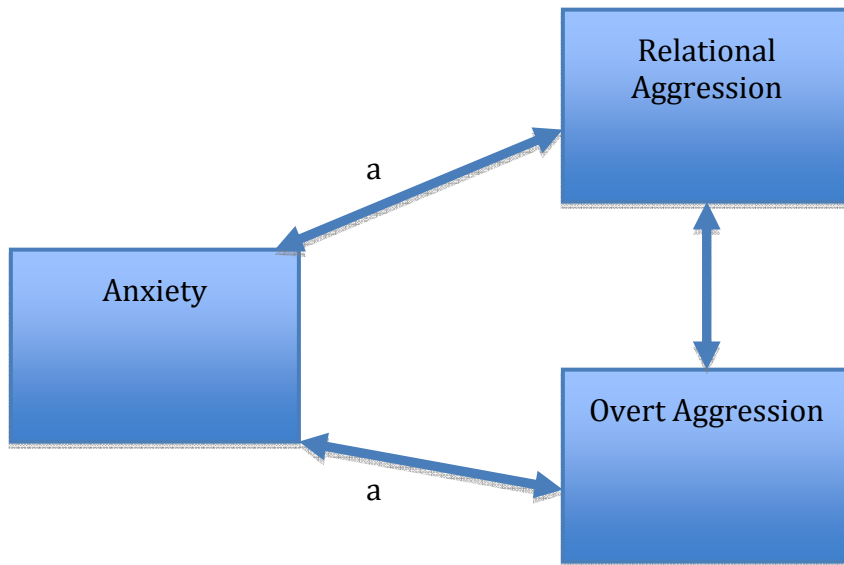 Relational
Aggression
a
Anxiety
Overt Aggression
a